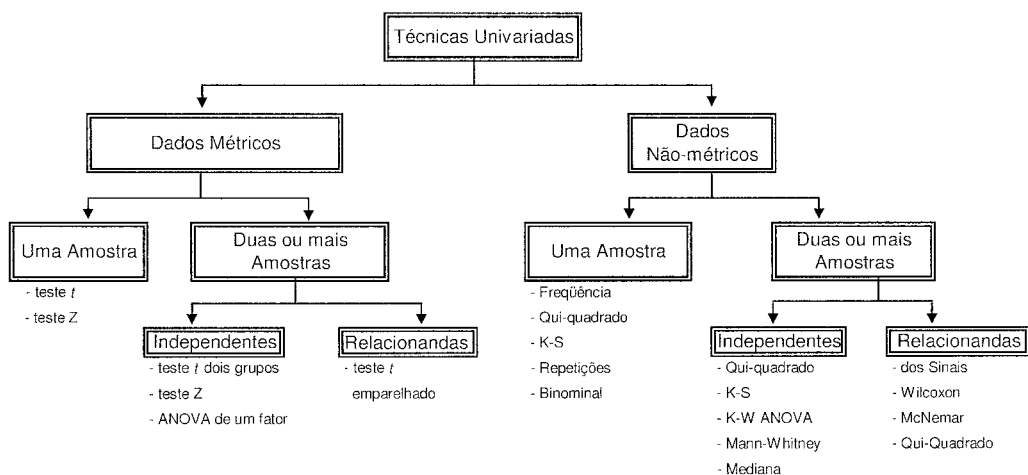 Técnicas Univariadas
Dados Métricos
Dados
Não-métricos
Uma Amostra
- teste t
- teste Z
Duas ou mais
Amostras
Independentes
- teste t dois grupos
- teste Z
- ANOVA de um fator
Relacionandas
- teste t
emparelhado
Uma Amostra
- Freqüência
- Qui-quadrado
- K-S
- Repetições
- Binominal
Duas ou mais
Amostras
Independentes
- Qui-quadrado
- K-S
- K-W ANOVA
- Mann-Whitney
- Mediana
Relacionandas
- dos Sinais
- Wilcoxon
- McNemar
- Qui-Quadrado